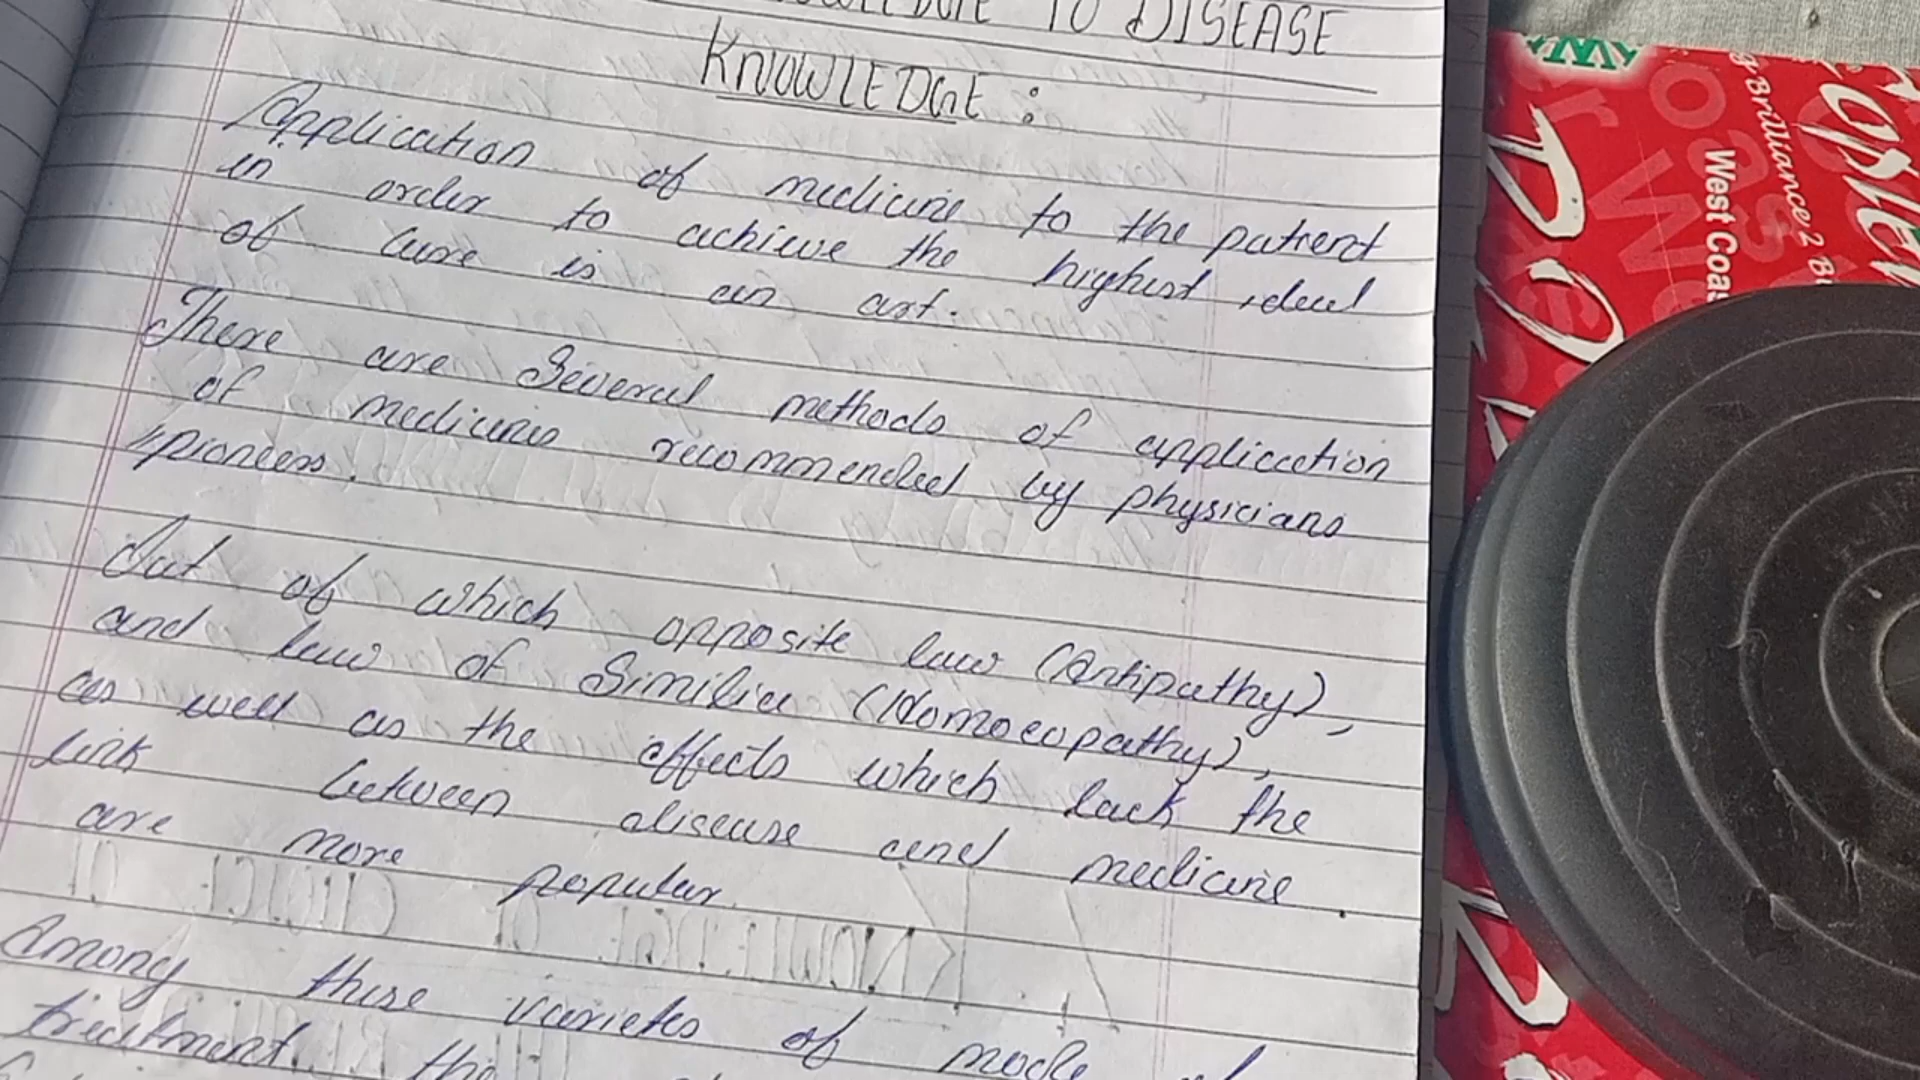 TO DISEASE
KNOWLEDGE :
Application of medicine to the patient
in order to achieve the highest ideal
of cure is an art.
There are Several methods of application
of medicine recommended by physicians
pioneers.
Out of which opposite law (Antipathy),
and law of Similia (Homoeopathy),
as well as the effects which lack the
link between disease and medicine.
are more popular
Among these varieties of mode of
treatment the
Brilliance2
West Coas